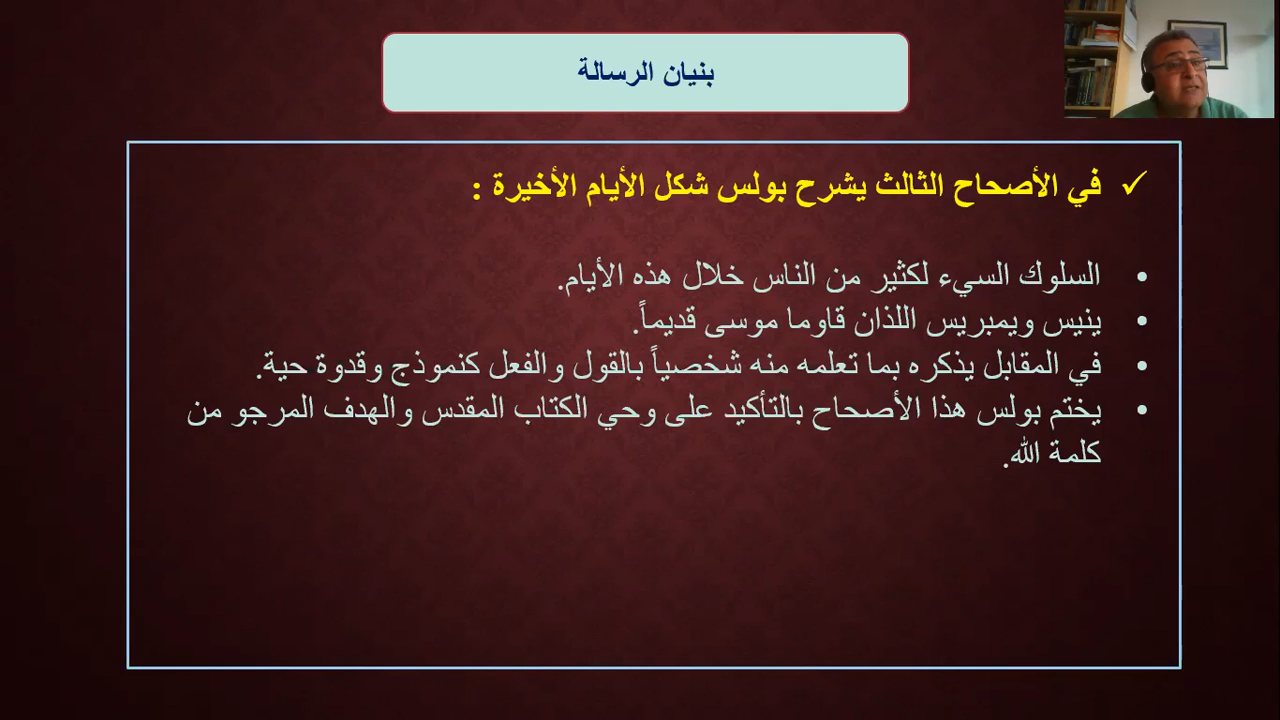 بنيان الرسالة
✓ في الأصحاح الثالث يشرح بولس شكل الأيام الأخيرة :
• السلوك السيء لكثير من الناس خلال هذه الأيام.
• ينيس ويمبريس اللذان قاوما موسى قديماً.
• في المقابل يذكره بما تعلمه منه شخصياً بالقول والفعل كنموذج وقدوة حية.
• يختم بولس هذا الأصحاح بالتأكيد على وحي الكتاب المقدس والهدف المرجو من
كلمة الله.